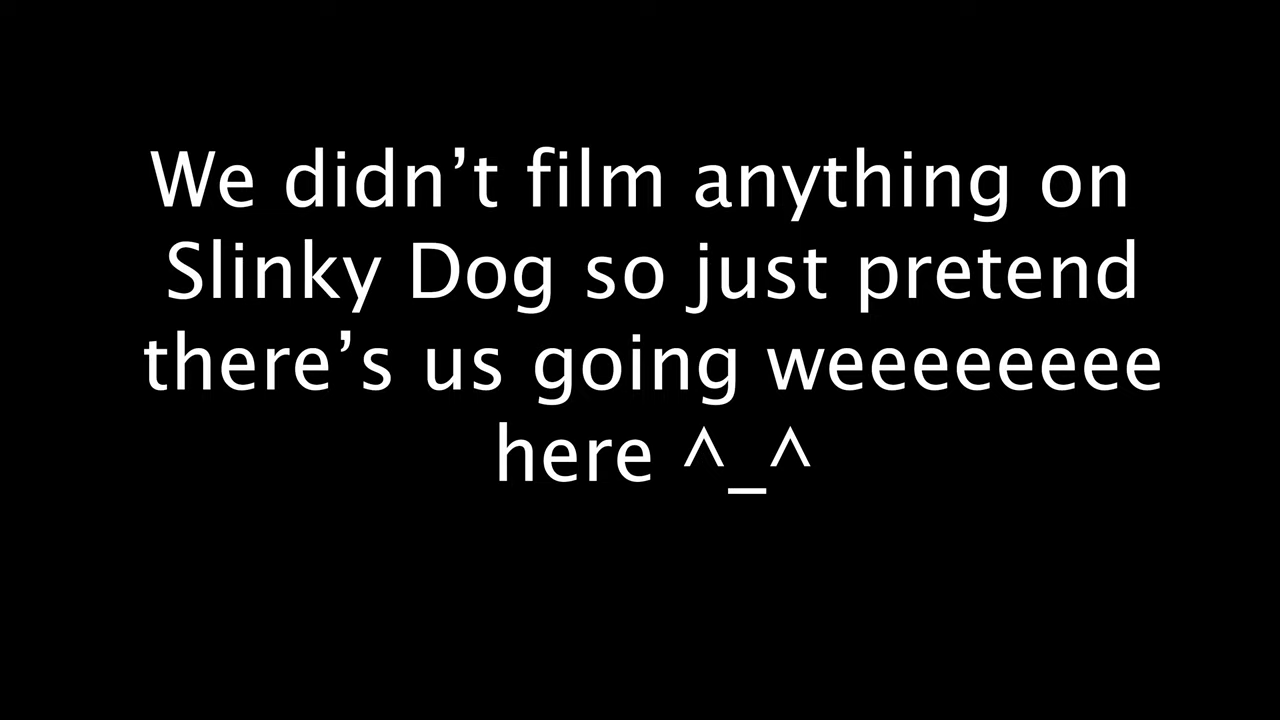 We didn’t film anything on
Slinky Dog so just pretend
there’s us going weeeeeeee
here ^_^